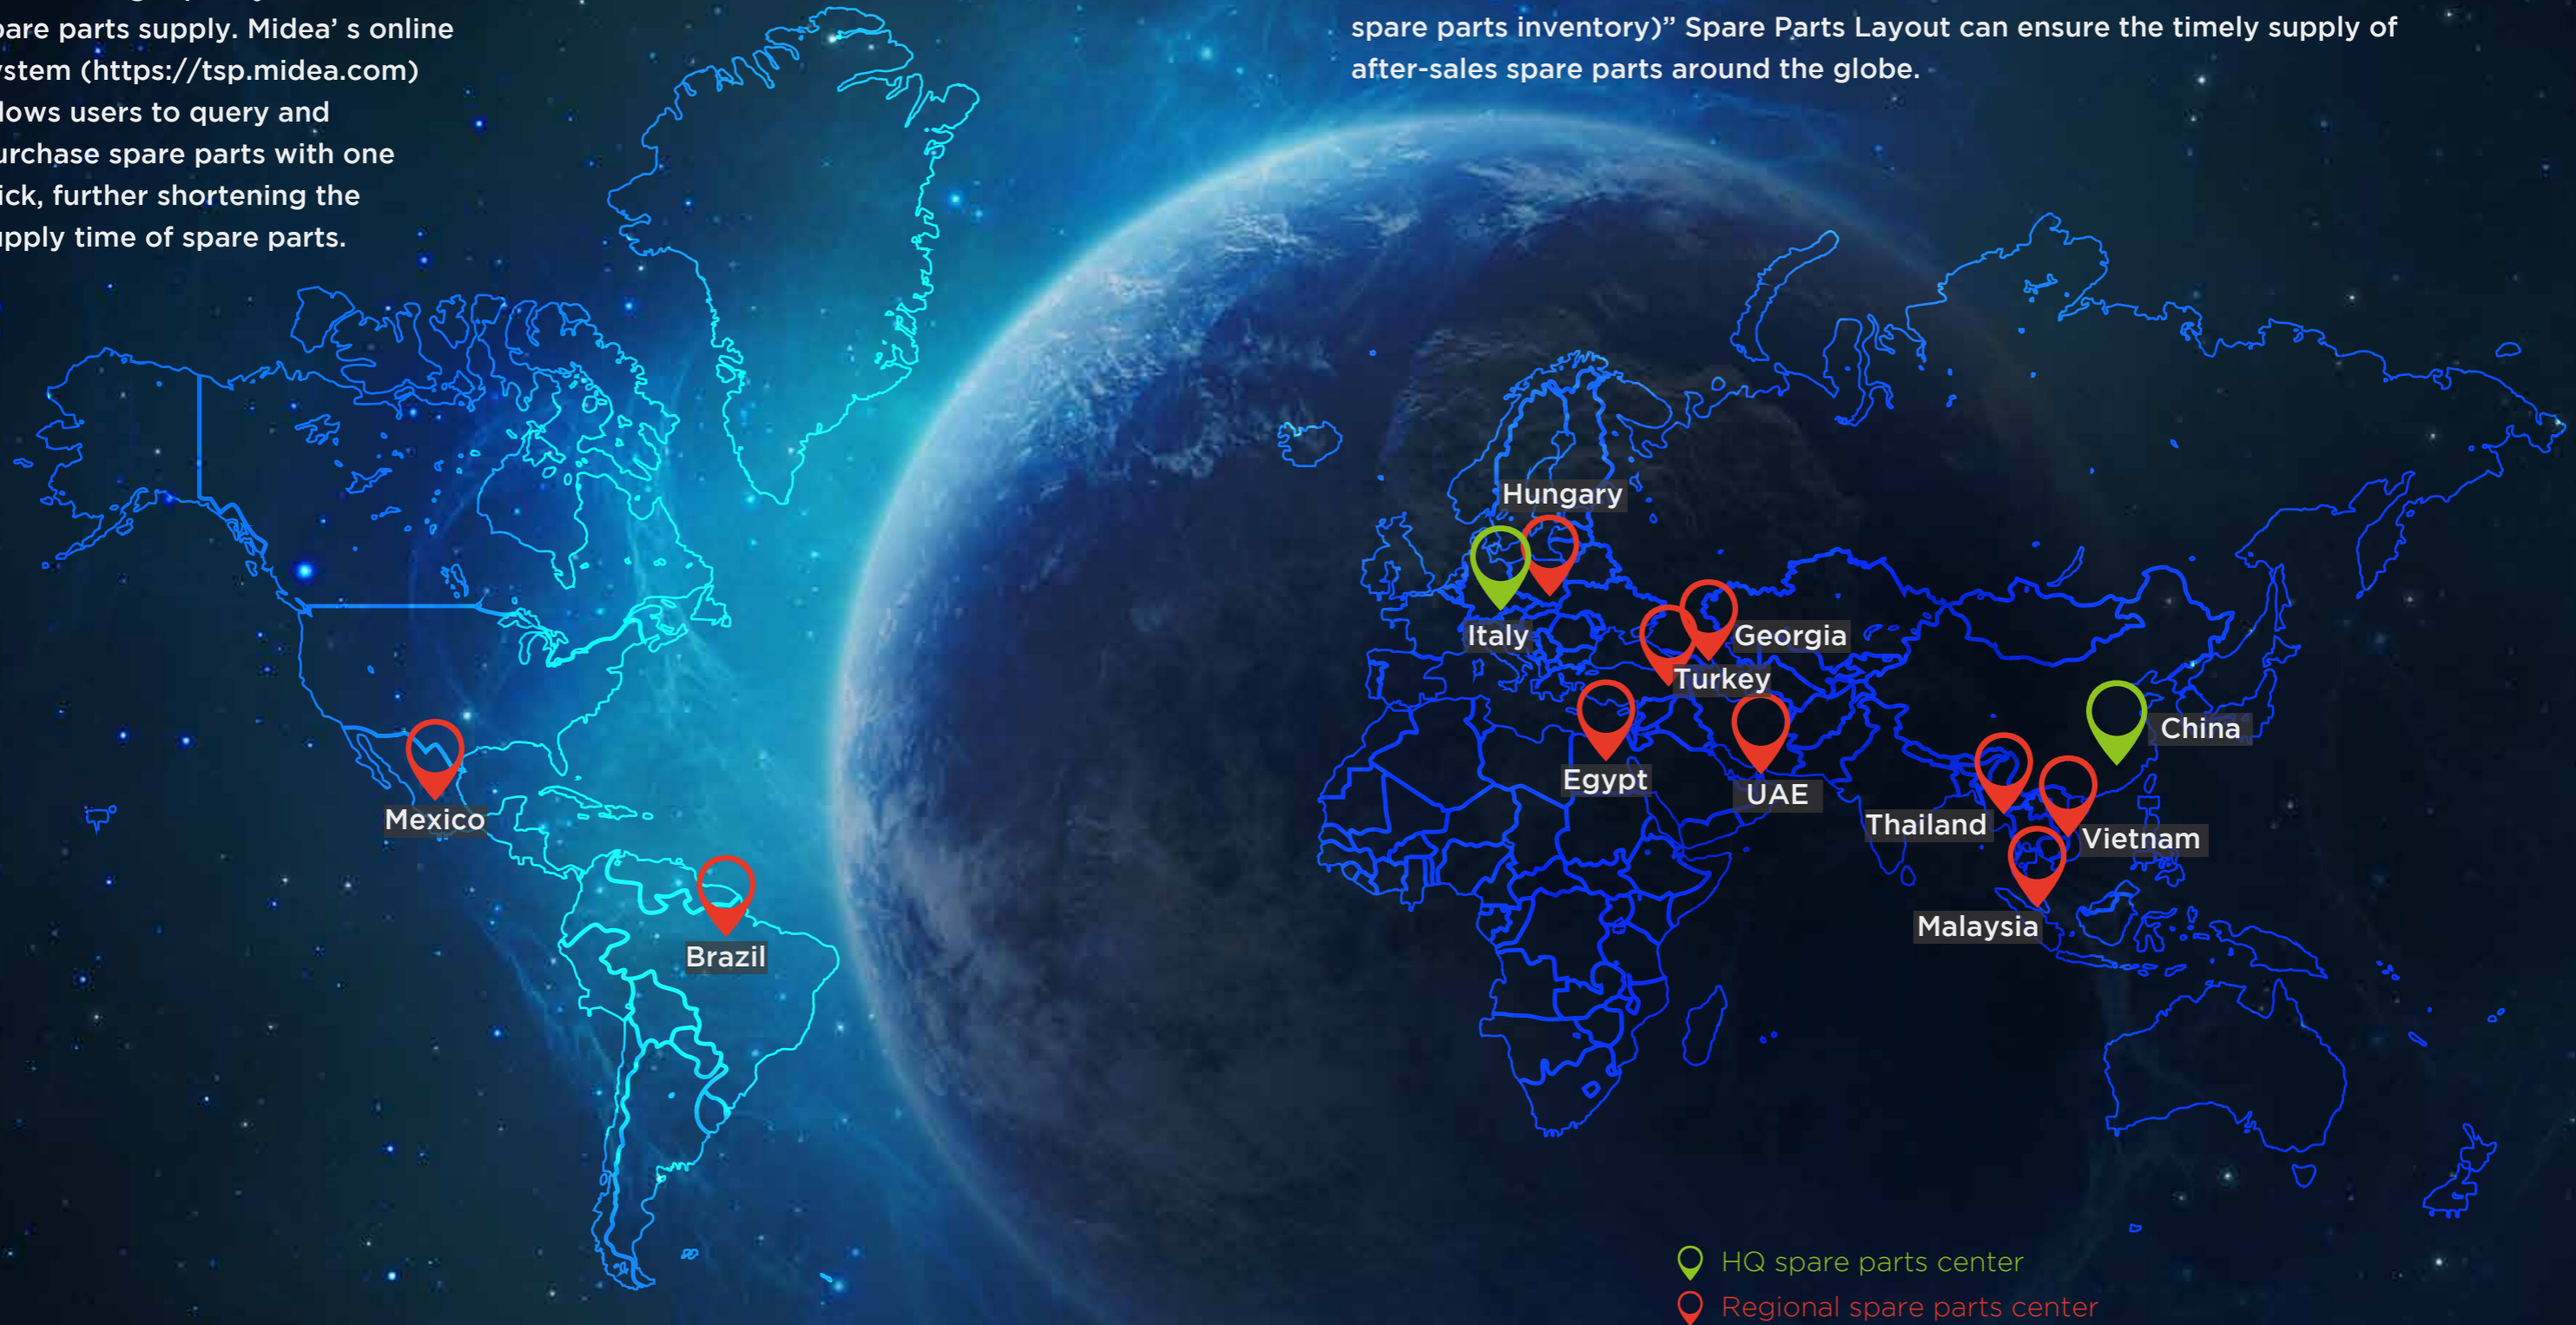 pare parts supply. Midea' s online
ystem (https://tsp.midea.com)
lows users to query and
urchase spare parts with one
ick, further shortening the
upply time of spare parts.
spare parts inventory)” Spare Parts Layout can ensure the timely supply of
after-sales spare parts around the globe.
Hungary
Italy
Georgia
Turkey
China
Mexico
Egypt
UAE
Thailand
Vietnam
Malaysia
Brazil
HQ spare parts center
Regional spare parts center